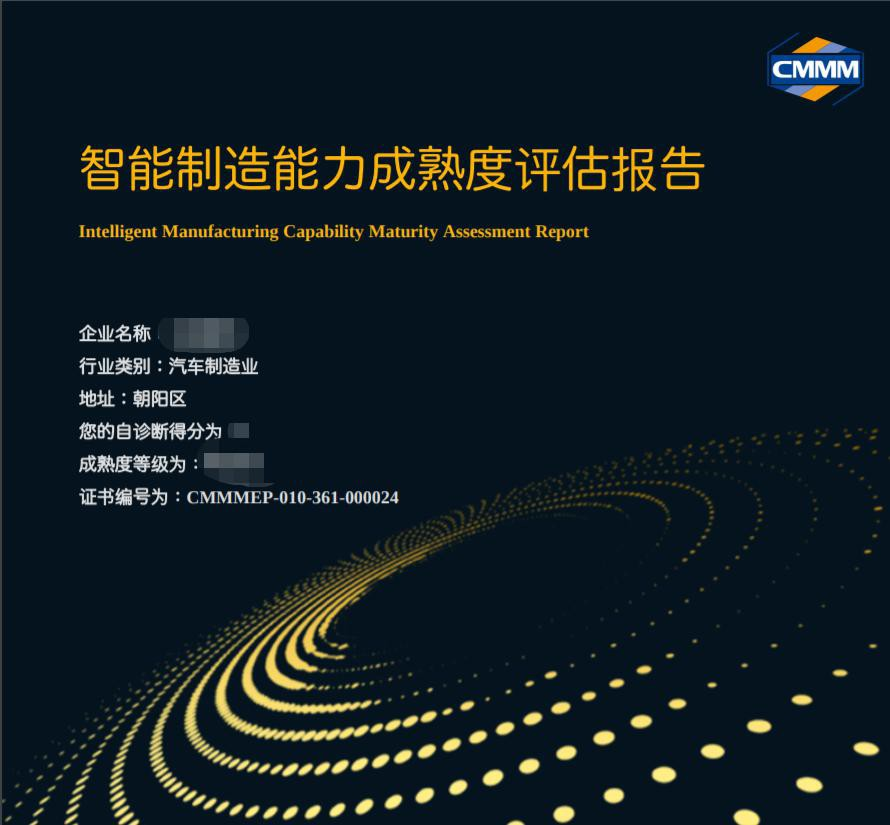 CMMM
智能制造能力成熟度评估报告
Intelligent Manufacturing Capability Maturity Assessment Report
企业名称
行业类别：汽车制造业
地址：朝阳区
您的自诊断得分为
成熟度等级为：
证书编号为：CMMMEP-010-361-000024